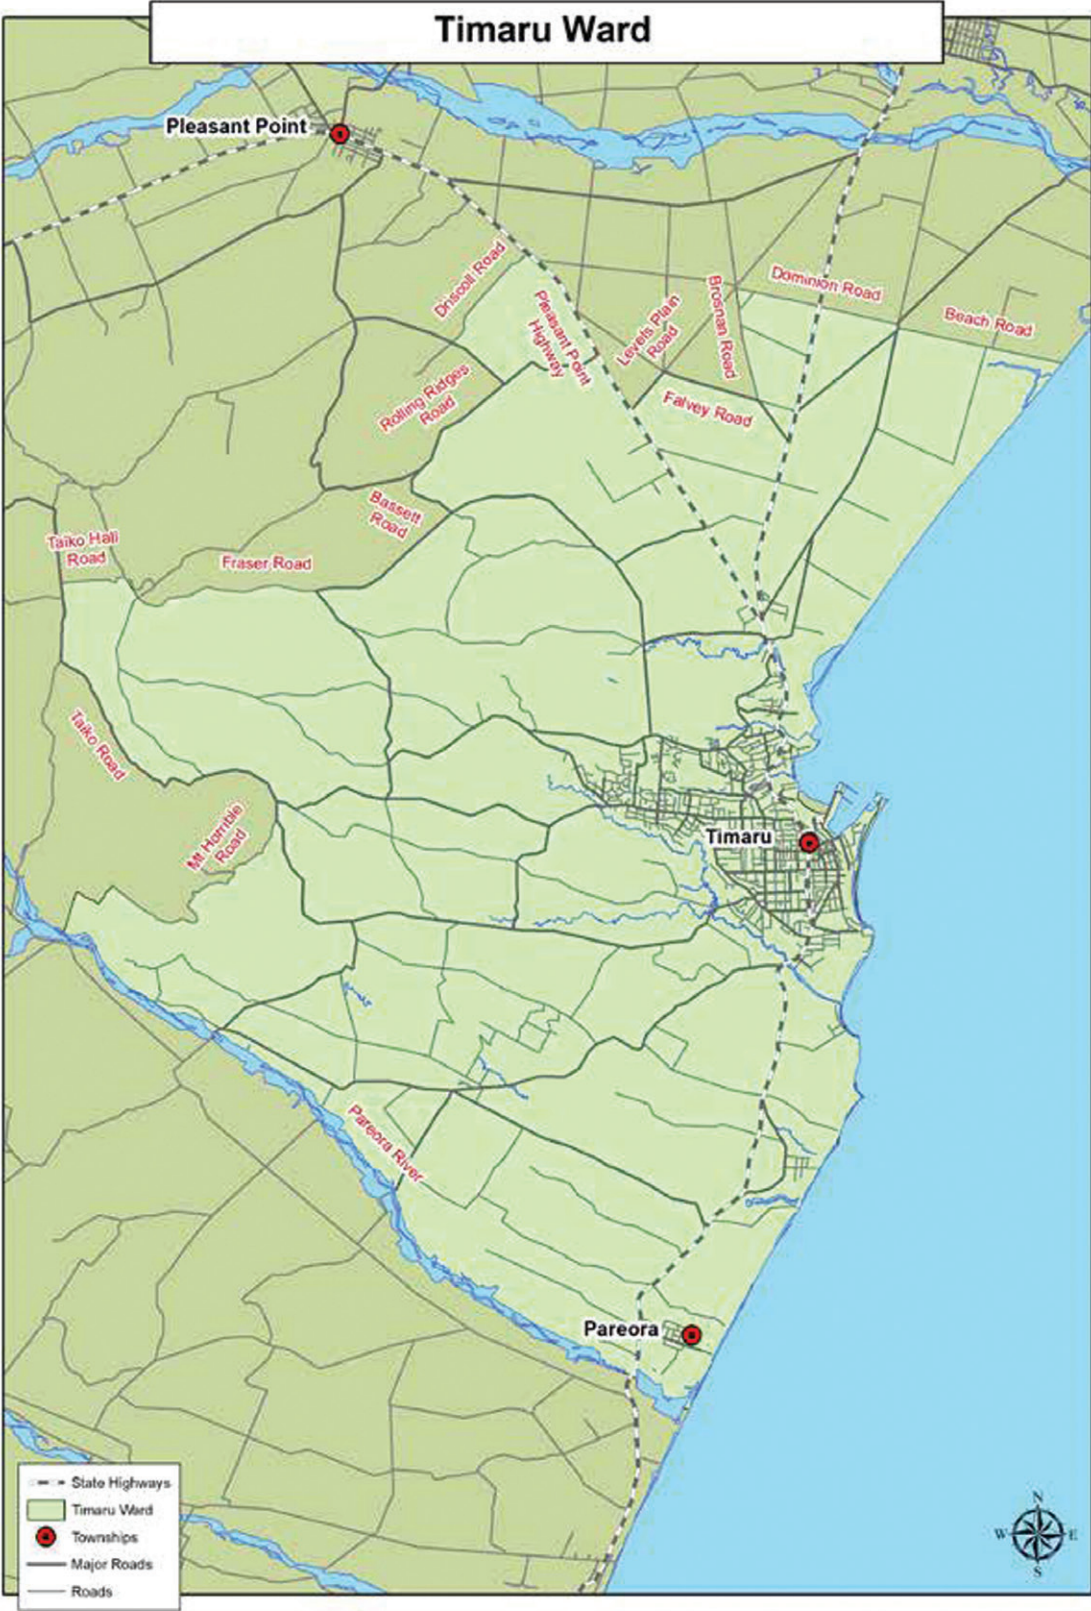 Timaru Ward
Pleasant Point
Driscoll Road
Pleasant Point
Highway
Levels Plain
Road
Brosnan Road
Dominion Road
Beach Road
Rolling Ridges
Road
Falvey Road
Bassett
Road
Taiko Hall
Road
Fraser Road
Taiko Road
Mt Horrible
Road
Timaru
Pareora River
Pareora
State Highways
Timaru Ward
Townships
Major Roads
Roads
N
W
E
S